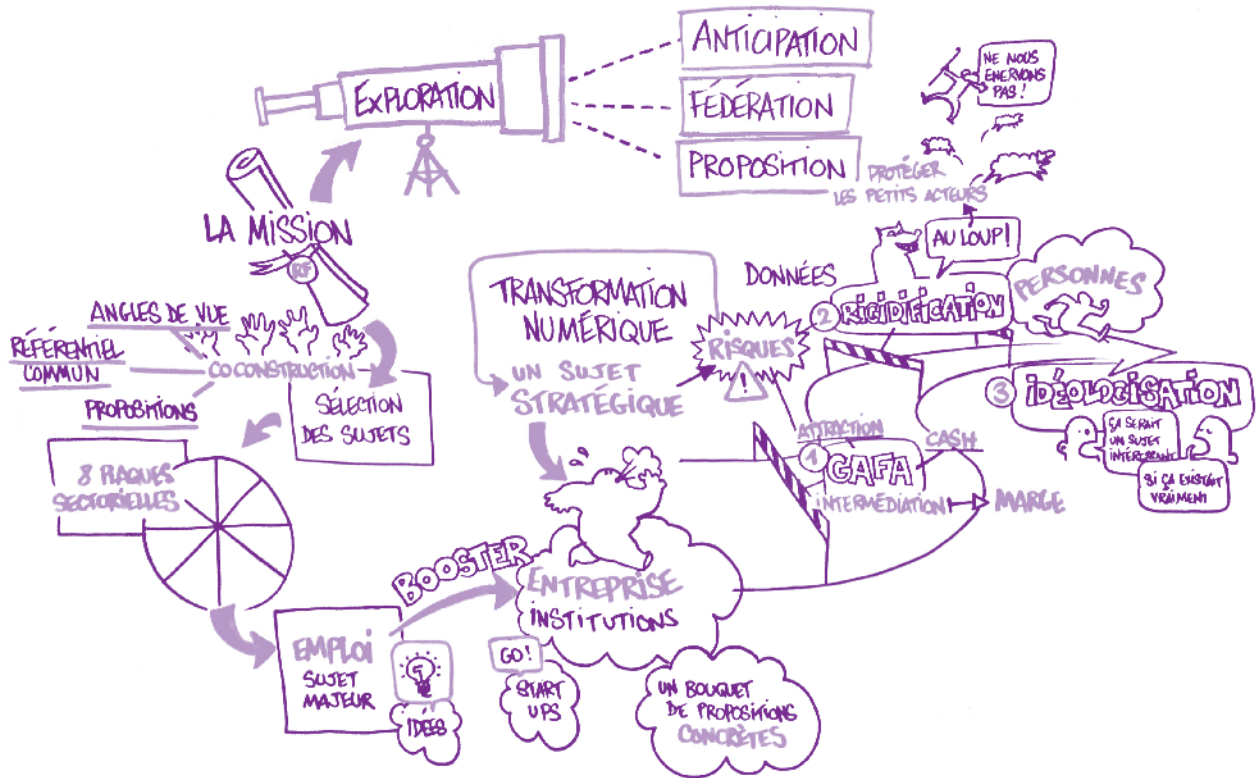 EXPLORATION
ANTICIPATION
FÉDÉRATION
PROPOSITION
NE NOUS
ENERVONS
PAS !
PROTÉGER
LES PETITS ACTEURS
LA MISSION
RF
ANGLES DE VUE
RÉFÉRENTIEL
COMMUN
COCONSTRUCTION
PROPOSITIONS
SÉLECTION
DES SUJETS
8 PLAQUES
SECTORIELLES
EMPLOI
SUJET
MAJEUR
IDÉES
BOOSTER
TRANSFORMATION
NUMÉRIQUE
UN SUJET
STRATÉGIQUE
RISQUES
!
ENTREPRISE
INSTITUTIONS
GO !
START
UPS
UN BOUQUET
DE PROPOSITIONS
CONCRÈTES
DONNÉES
AU LOUP !
2 RIGIDIFICATION
PERSONNES
3 IDÉOLOGISATION
ÇA SERAIT
UN SUJET
INTÉRESSANT
SI ÇA EXISTAIT
VRAIMENT
ATTRACTION
CASH
1 GAFA
INTERMÉDIATION
MARGE